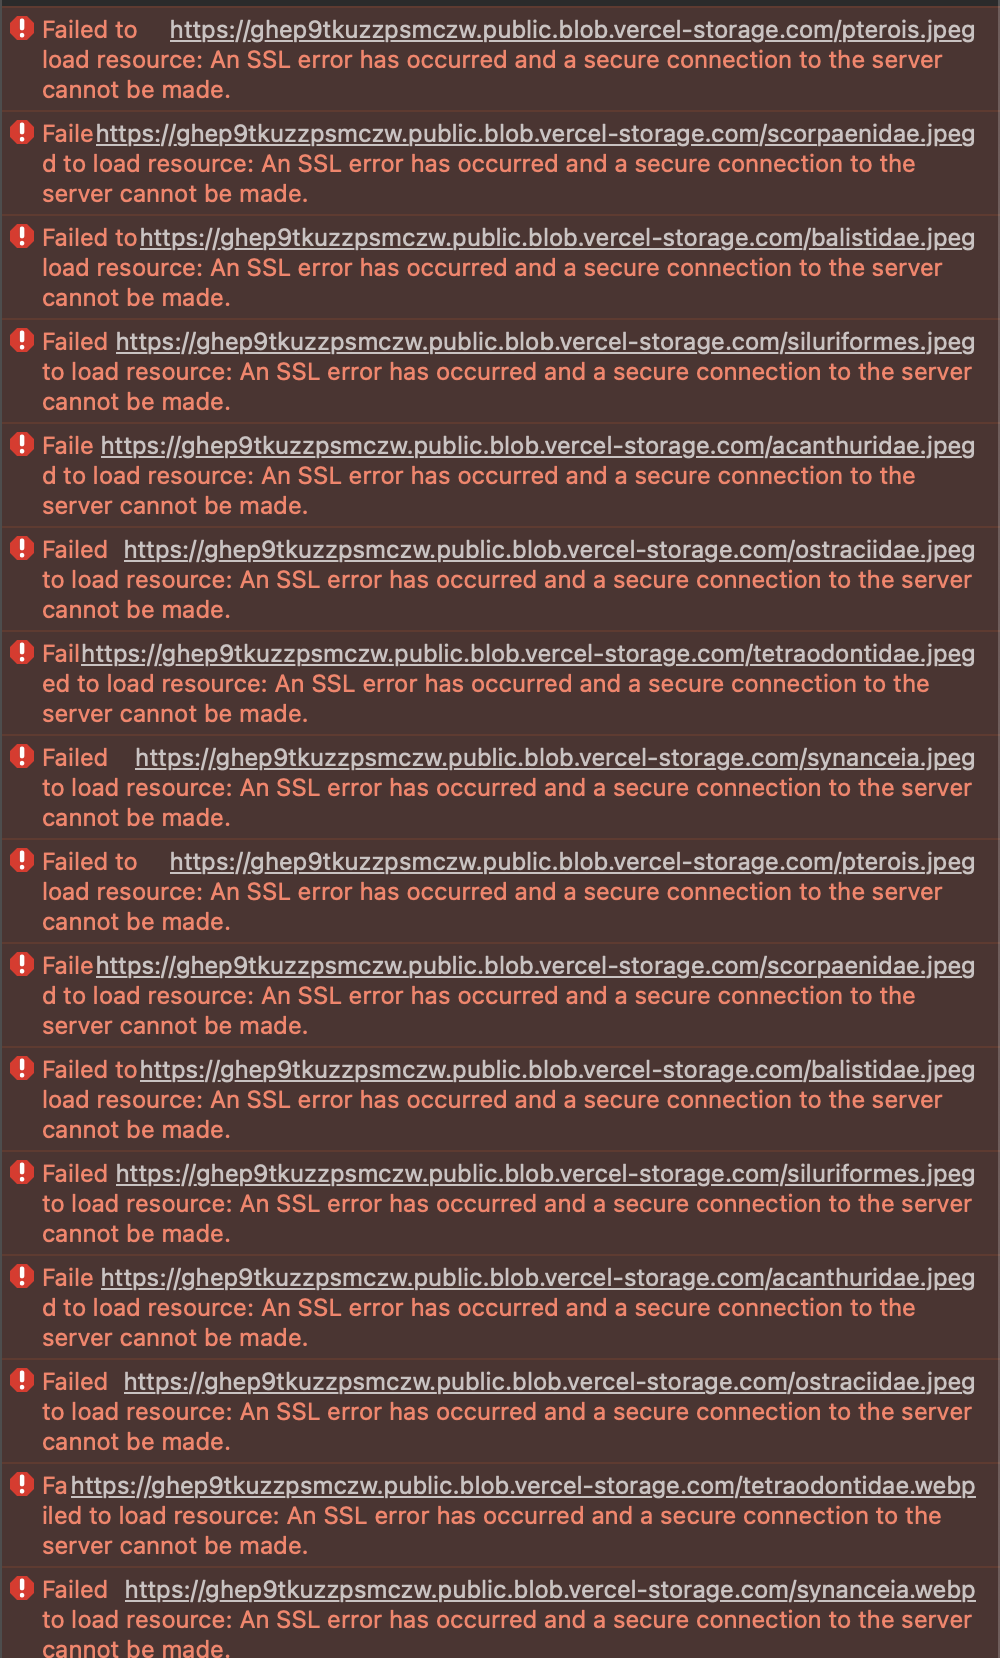 Failed to https://ghep9tkuzzpsmczw.public.blob.vercel-storage.com/pterois.jpeg
load resource: An SSL error has occurred and a secure connection to the server
cannot be made.
Faile https://ghep9tkuzzpsmczw.public.blob.vercel-storage.com/scorpaenidae.jpeg
d to load resource: An SSL error has occurred and a secure connection to the
server cannot be made.
Failed to https://ghep9tkuzzpsmczw.public.blob.vercel-storage.com/balistidae.jpeg
load resource: An SSL error has occurred and a secure connection to the server
cannot be made.
Failed https://ghep9tkuzzpsmczw.public.blob.vercel-storage.com/siluriformes.jpeg
to load resource: An SSL error has occurred and a secure connection to the server
cannot be made.
Faile https://ghep9tkuzzpsmczw.public.blob.vercel-storage.com/acanthuridae.jpeg
d to load resource: An SSL error has occurred and a secure connection to the
server cannot be made.
Failed https://ghep9tkuzzpsmczw.public.blob.vercel-storage.com/ostraciidae.jpeg
to load resource: An SSL error has occurred and a secure connection to the server
cannot be made.
Fail https://ghep9tkuzzpsmczw.public.blob.vercel-storage.com/tetraodontidae.jpeg
ed to load resource: An SSL error has occurred and a secure connection to the
server cannot be made.
Failed https://ghep9tkuzzpsmczw.public.blob.vercel-storage.com/synanceia.jpeg
to load resource: An SSL error has occurred and a secure connection to the server
cannot be made.
Failed to https://ghep9tkuzzpsmczw.public.blob.vercel-storage.com/pterois.jpeg
load resource: An SSL error has occurred and a secure connection to the server
cannot be made.
Faile https://ghep9tkuzzpsmczw.public.blob.vercel-storage.com/scorpaenidae.jpeg
d to load resource: An SSL error has occurred and a secure connection to the
server cannot be made.
Failed to https://ghep9tkuzzpsmczw.public.blob.vercel-storage.com/balistidae.jpeg
load resource: An SSL error has occurred and a secure connection to the server
cannot be made.
Failed https://ghep9tkuzzpsmczw.public.blob.vercel-storage.com/siluriformes.jpeg
to load resource: An SSL error has occurred and a secure connection to the server
cannot be made.
Faile https://ghep9tkuzzpsmczw.public.blob.vercel-storage.com/acanthuridae.jpeg
d to load resource: An SSL error has occurred and a secure connection to the
server cannot be made.
Failed https://ghep9tkuzzpsmczw.public.blob.vercel-storage.com/ostraciidae.jpeg
to load resource: An SSL error has occurred and a secure connection to the server
cannot be made.
Fa https://ghep9tkuzzpsmczw.public.blob.vercel-storage.com/tetraodontidae.webp
iled to load resource: An SSL error has occurred and a secure connection to the
server cannot be made.
Failed https://ghep9tkuzzpsmczw.public.blob.vercel-storage.com/synanceia.webp
to load resource: An SSL error has occurred and a secure connection to the server
cannot be made.